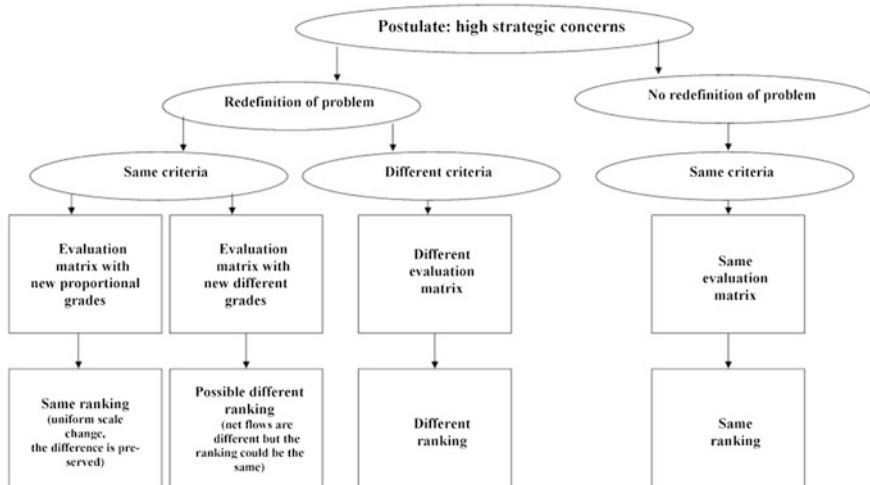 Postulate: high strategic concerns
Redefinition of problem
No redefinition of problem
Same criteria
Different criteria
Same criteria
Evaluation
matrix with
new proportional
grades
Evaluation
matrix with
new different
grades
Different
evaluation
matrix
Same
evaluation
matrix
Same ranking
(uniform scale
change,
the difference is pre-
served)
Possible different
ranking
(net flows are
different but the
ranking could be the
same)
Different
ranking
Same
ranking